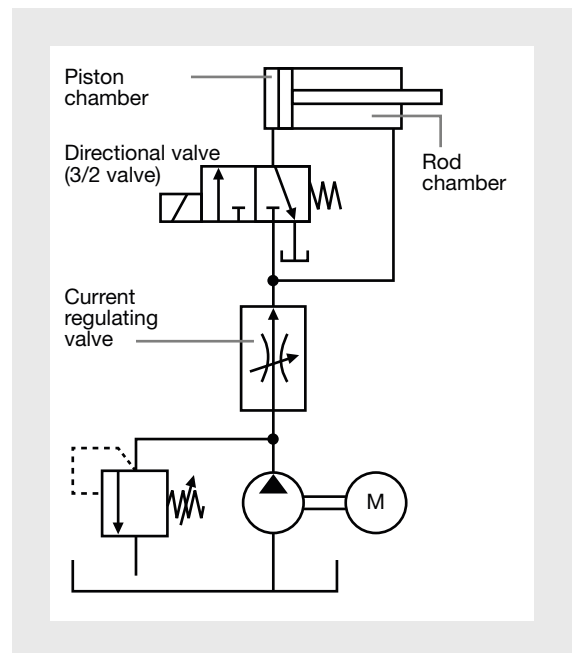 Piston
chamber
Directional valve
(3/2 valve)
Rod
chamber
Current
regulating
valve
M